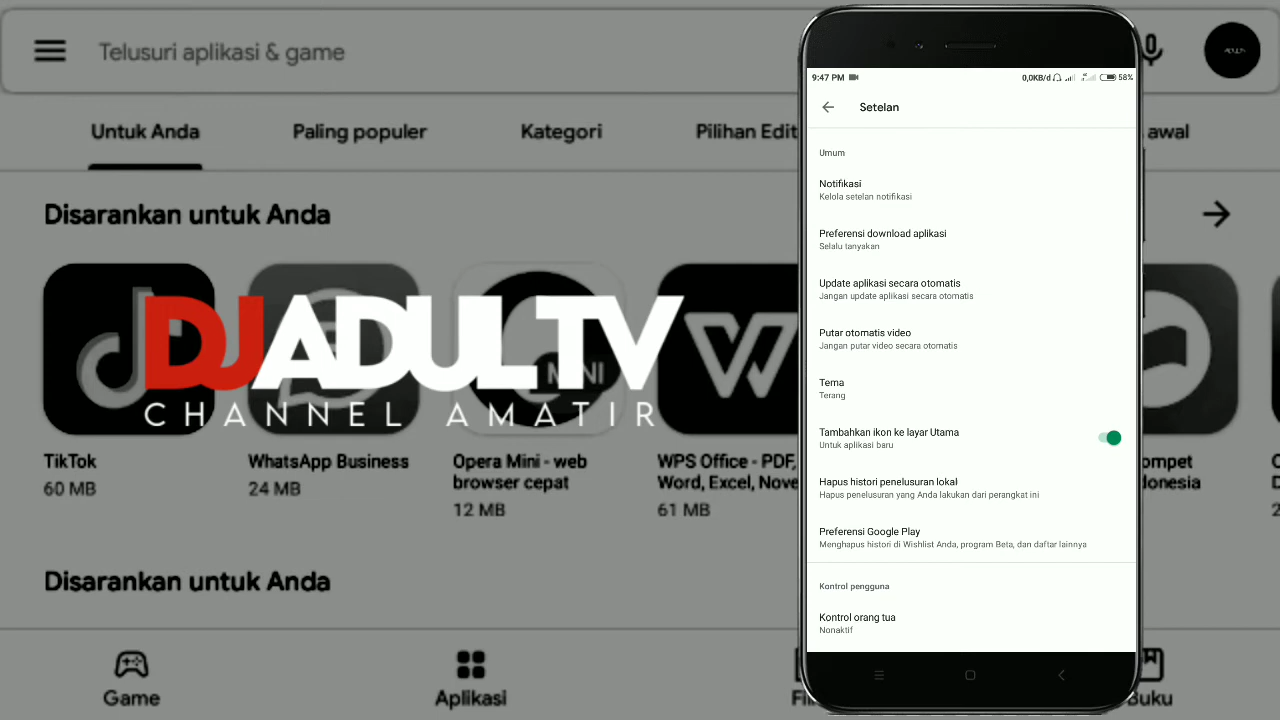 Telusuri aplikasi & game
Untuk Anda
Paling populer
Kategori
Pilihan Edit
awal
Disarankan untuk Anda
DJADULTV
CHANNEL AMATIR
MINI
TikTok
60 MB
WhatsApp Business
24 MB
Opera Mini - web
browser cepat
12 MB
WPS Office - PDF,
Word, Excel, Nove
61 MB
ompet
donesia
Disarankan untuk Anda
Game
Aplikasi
Buku
9:47 PM
0,0KB/d
58%
Setelan
Umum
Notifikasi
Kelola setelan notifikasi
Preferensi download aplikasi
Selalu tanyakan
Update aplikasi secara otomatis
Jangan update aplikasi secara otomatis
Putar otomatis video
Jangan putar video secara otomatis
Tema
Terang
Tambahkan ikon ke layar Utama
Untuk aplikasi baru
Hapus histori penelusuran lokal
Hapus penelusuran yang Anda lakukan dari perangkat ini
Preferensi Google Play
Menghapus histori di Wishlist Anda, program Beta, dan daftar lainnya
Kontrol pengguna
Kontrol orang tua
Nonaktif